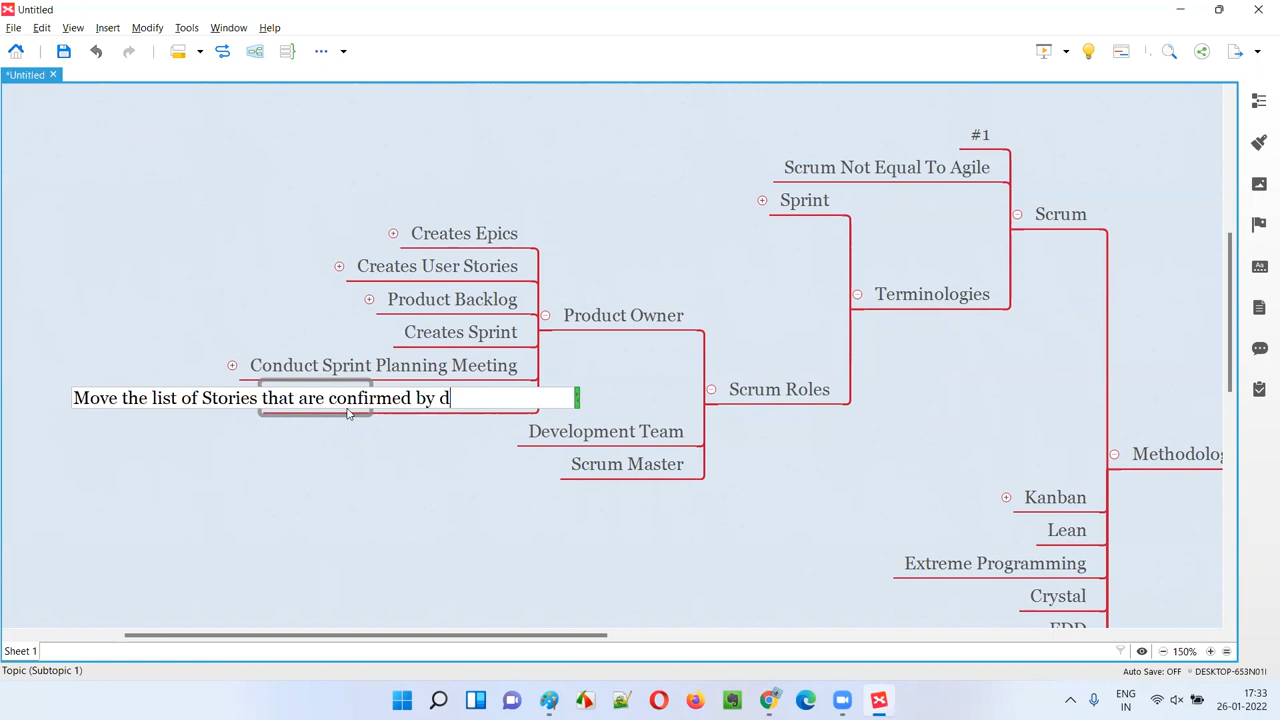 Untitled
File Edit View Insert Modify Tools Window Help
*Untitled
#1
Scrum Not Equal To Agile
Sprint
Scrum
Creates Epics
Creates User Stories
Terminologies
Product Backlog
Product Owner
Creates Sprint
Conduct Sprint Planning Meeting
Scrum Roles
Move the list of Stories that are confirmed by d
Development Team
Scrum Master
Methodolog
Kanban
Lean
Extreme Programming
Crystal
FDD
Sheet 1
150%
Topic (Subtopic 1)
Auto Save: OFF
DESKTOP-653N01I
ENG
IN
17:33
26-01-2022